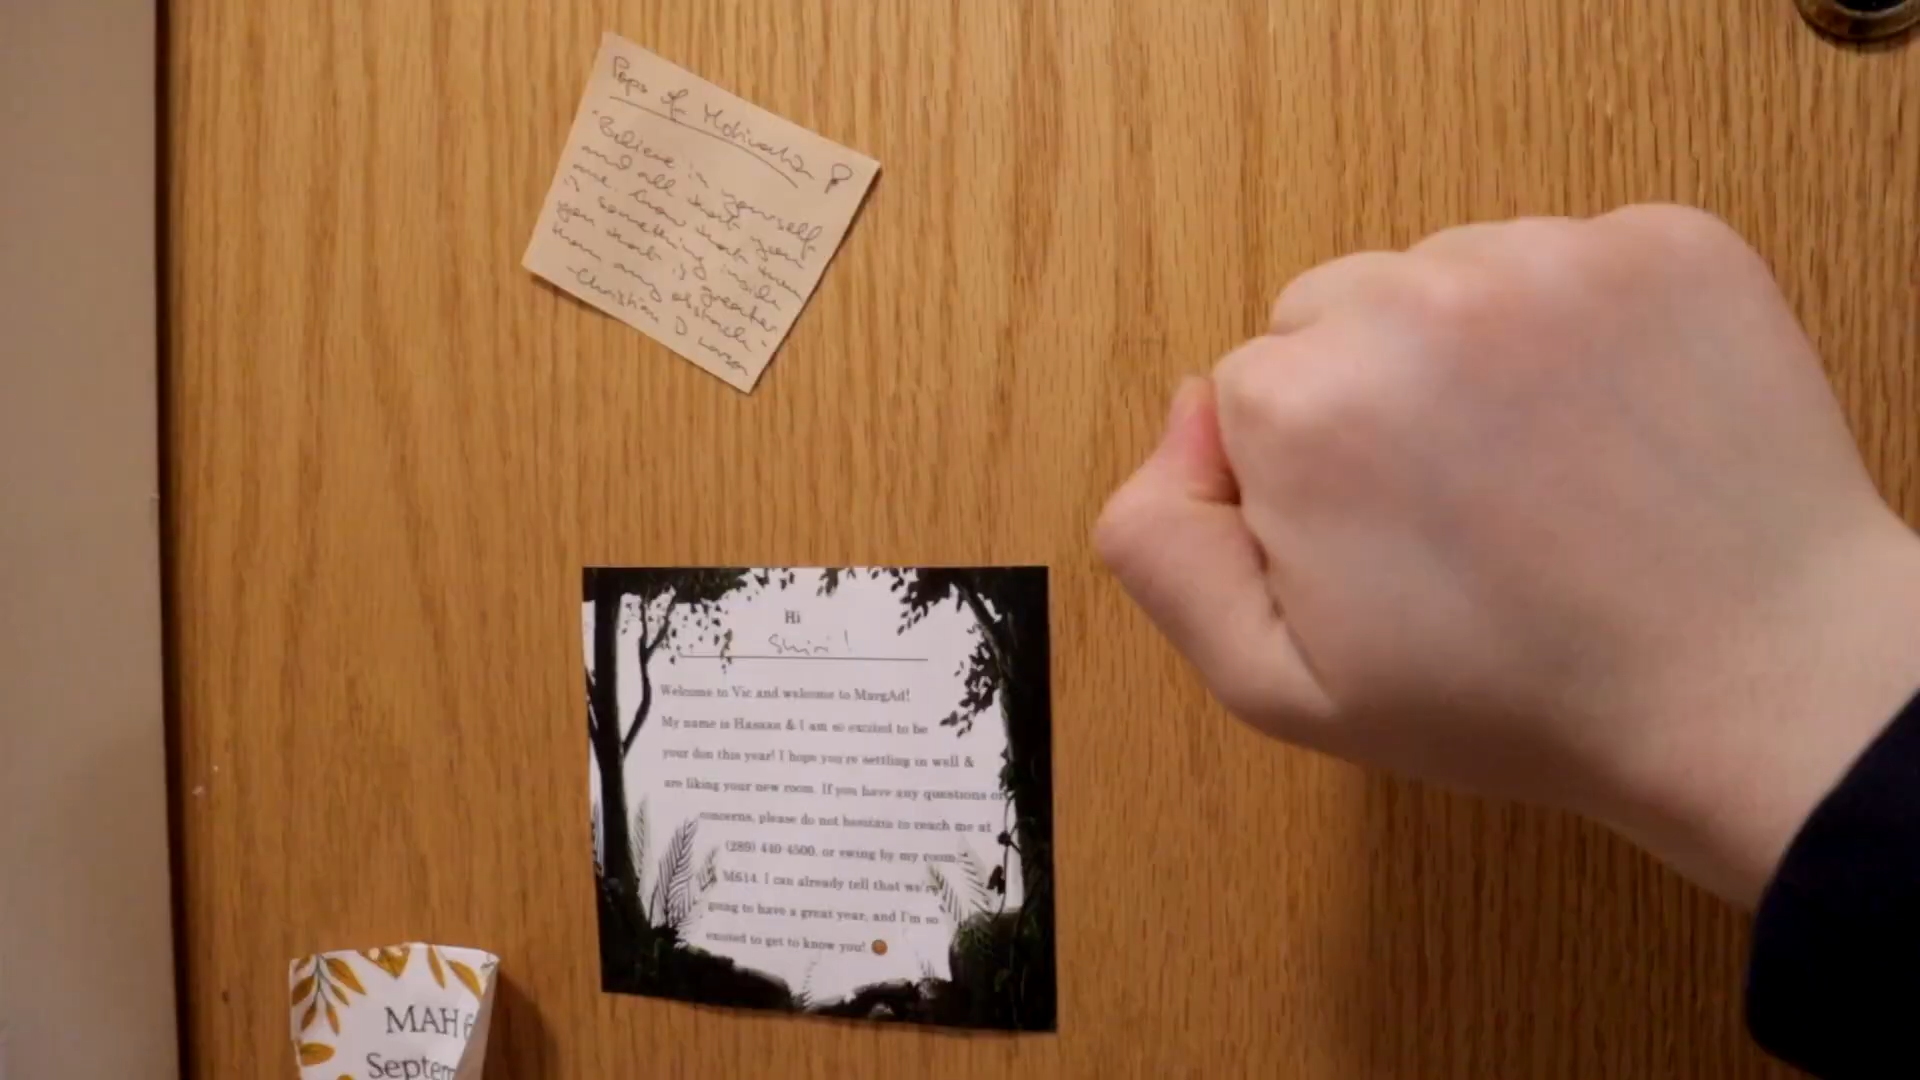 Pops of Motivation
"Believe in yourself
and all that you
are. Know that there
is something inside
you that is greater
than any obstacle"
-Christian D Larson
Hi
Shiri!
Welcome to Vic and welcome to MargAd!
My name is Hassan & I am so excited to be
your don this year! I hope you're settling in well &
are liking your new room. If you have any questions or
concerns, please do not hesitate to reach me at
(289) 440-4500, or swing by my room,
M614. I can already tell that we're
going to have a great year, and I'm so
excited to get to know you!
MAH 6
Septem